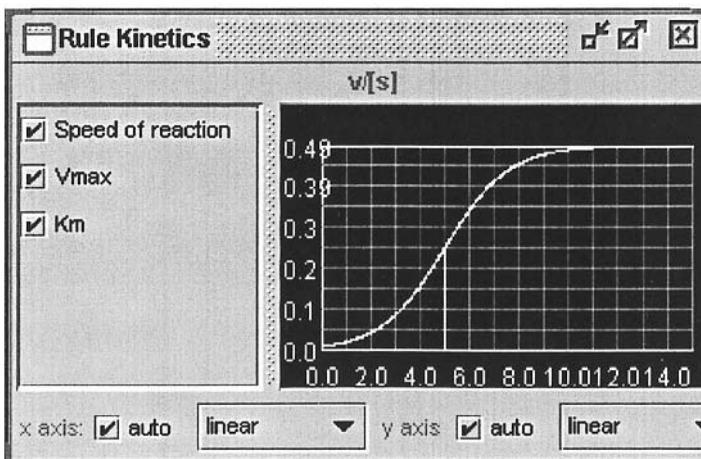 Rule Kinetics
v/[s]
Speed of reaction
Vmax
Km
0.49
0.39
0.3
0.2
0.1
0.0
0.0 2.0 4.0 6.0 8.0 10.0 12.0 14.0
x axis: auto linear y axis auto linear